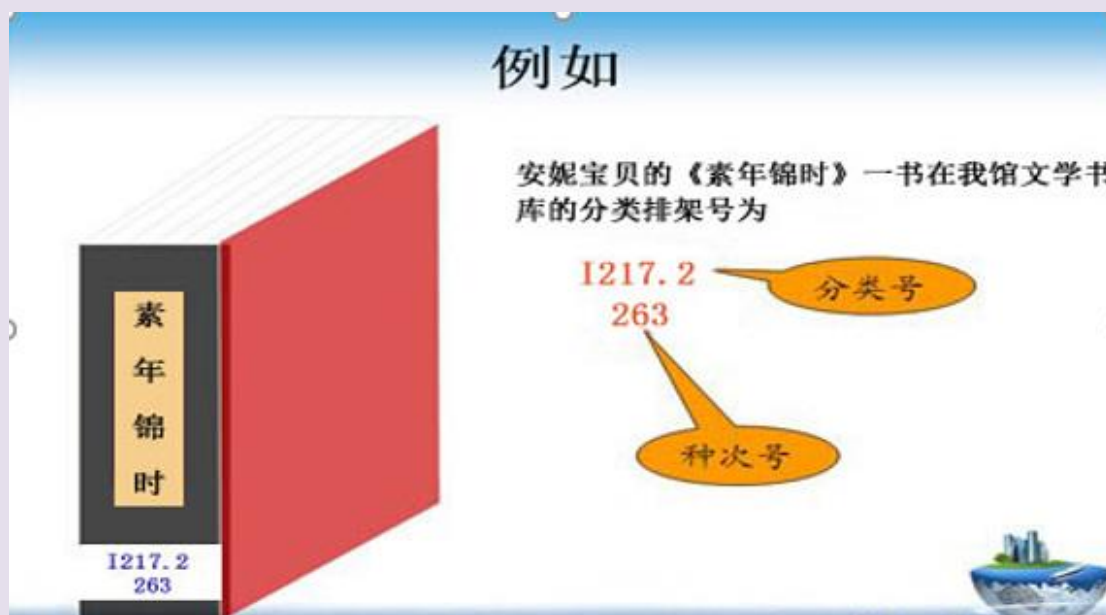 例如
安妮宝贝的《素年锦时》一书在我馆文学书
库的分类排架号为
I217.2
分类号
263
种次号
素
年
锦
时
I217.2
263